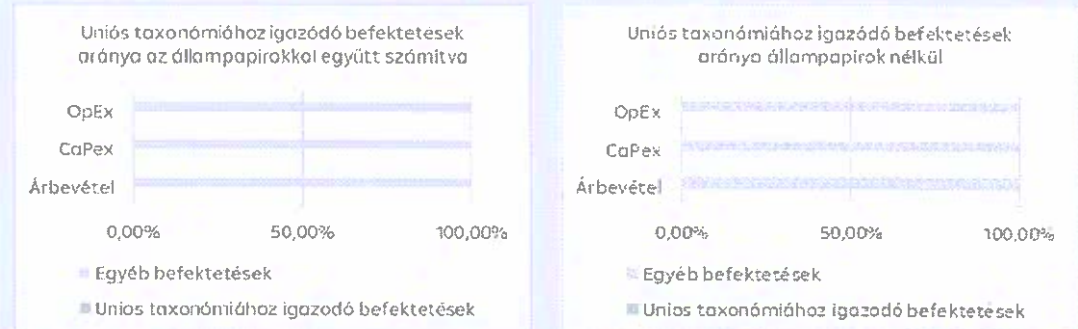 Uniós taxonómiához igazódó befektetések
aránya az állampapírokkal együtt számítva
OpEx
CaPex
Árbevétel
0,00%
50,00%
100,00%
Egyéb befektetések
Unios taxonómiához igazodó befektetések
Uniós taxonómiához igazódó befektetések
aránya állampapírok nélkül
OpEx
CaPex
Árbevétel
0,00%
50,00%
100,00%
Egyéb befektetések
Unios taxonómiához igazodó befektetések